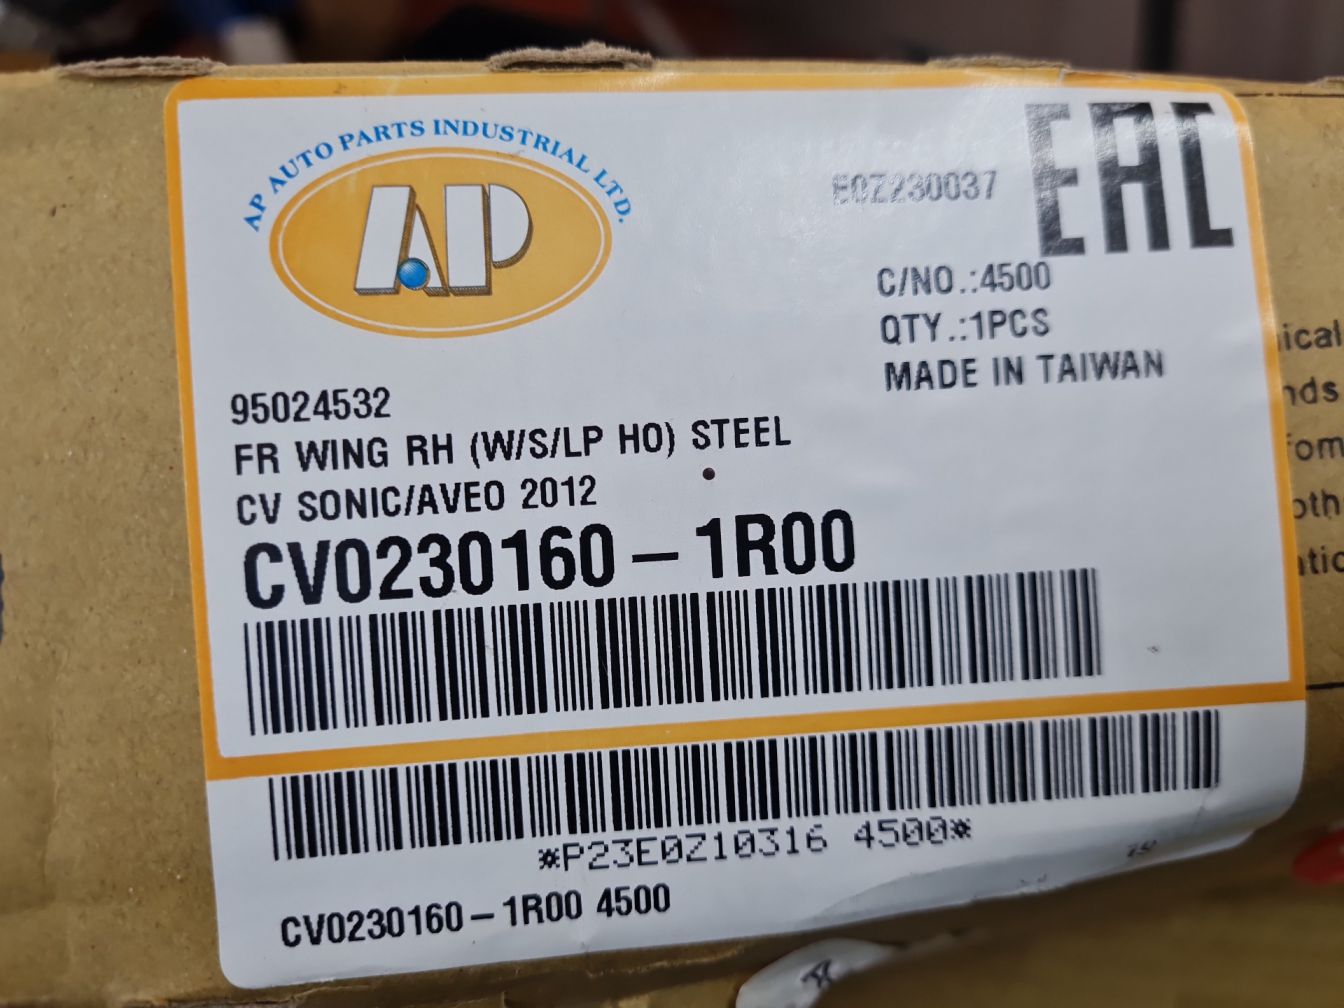 AP AUTO PARTS INDUSTRIAL LTD.
AP
EAC
E0Z230037
C/NO.:4500
QTY.:1PCS
MADE IN TAIWAN
95024532
FR WING RH (W/S/LP HO) STEEL
CV SONIC/AVEO 2012
CV0230160-1R00
*P23E0Z10316 4500*
CV0230160-1R00 4500